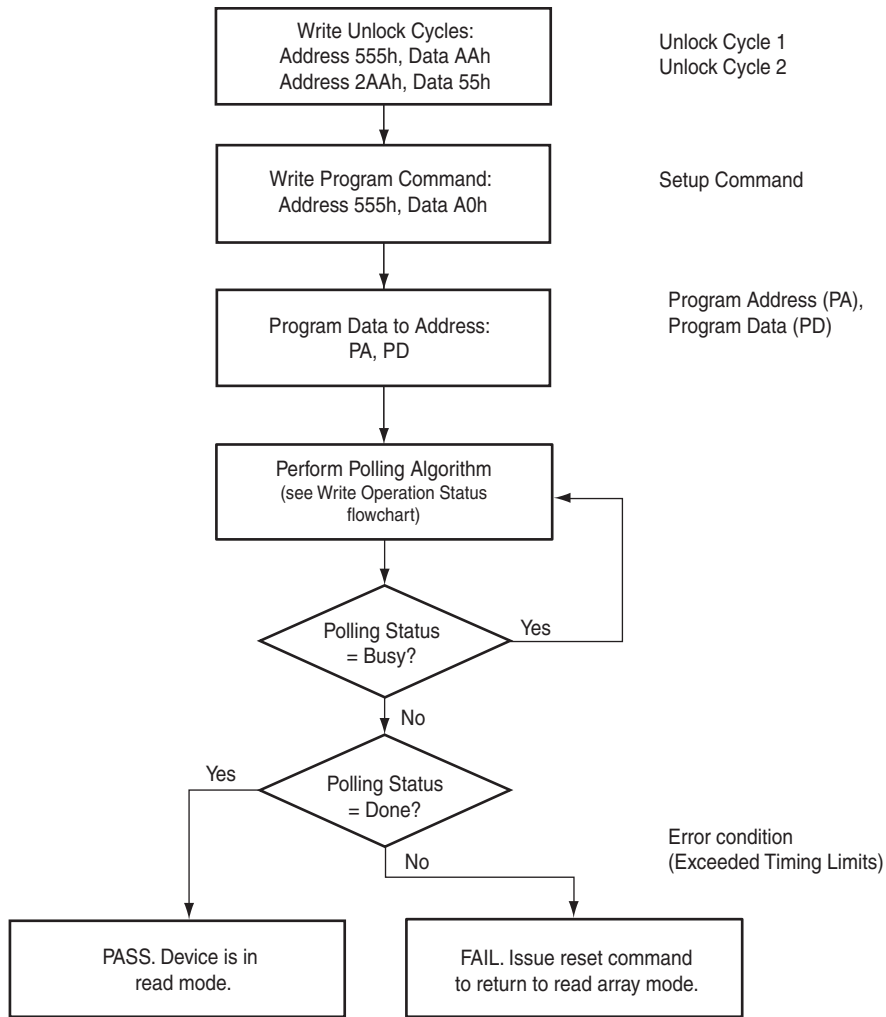 Write Unlock Cycles:
Address 555h, Data AAh
Address 2AAh, Data 55h
Unlock Cycle 1
Unlock Cycle 2
Write Program Command:
Address 555h, Data A0h
Setup Command
Program Data to Address:
PA, PD
Program Address (PA),
Program Data (PD)
Perform Polling Algorithm
(see Write Operation Status
flowchart)
Polling Status
= Busy?
Yes
No
Polling Status
= Done?
Yes
No
Error condition
(Exceeded Timing Limits)
PASS. Device is in
read mode.
FAIL. Issue reset command
to return to read array mode.